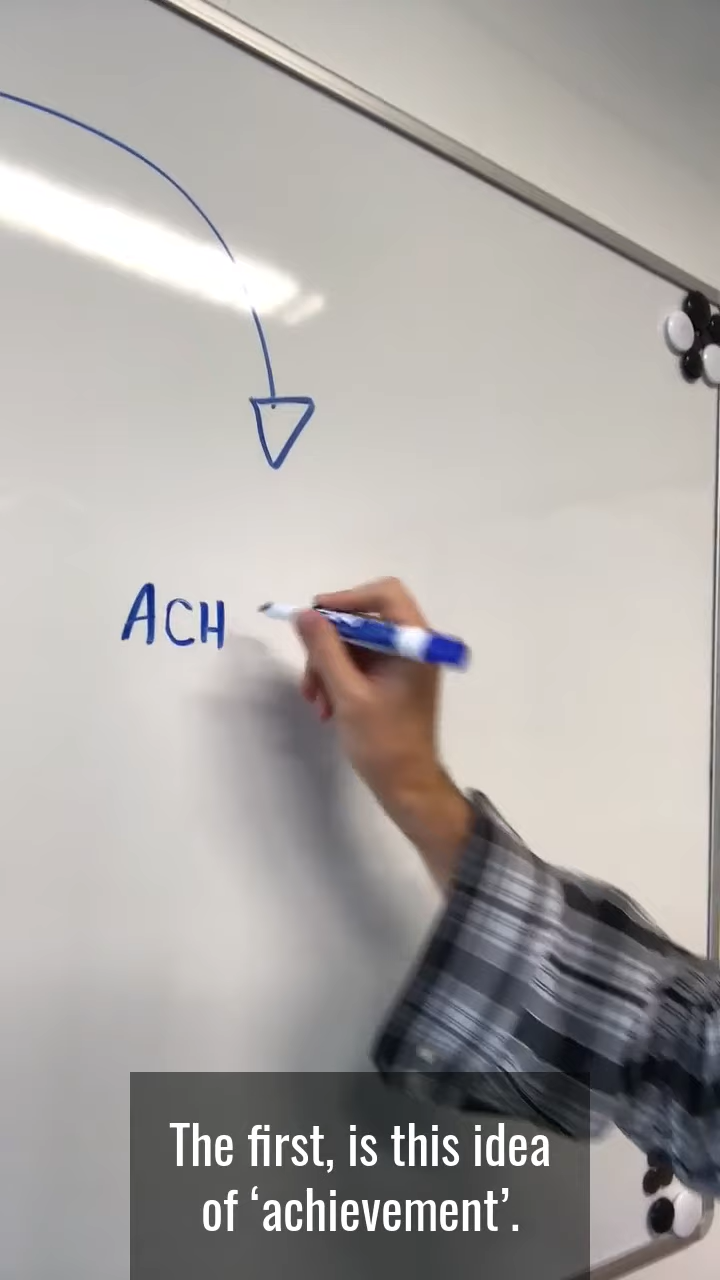 ACH
The first, is this idea
of ‘achievement’.